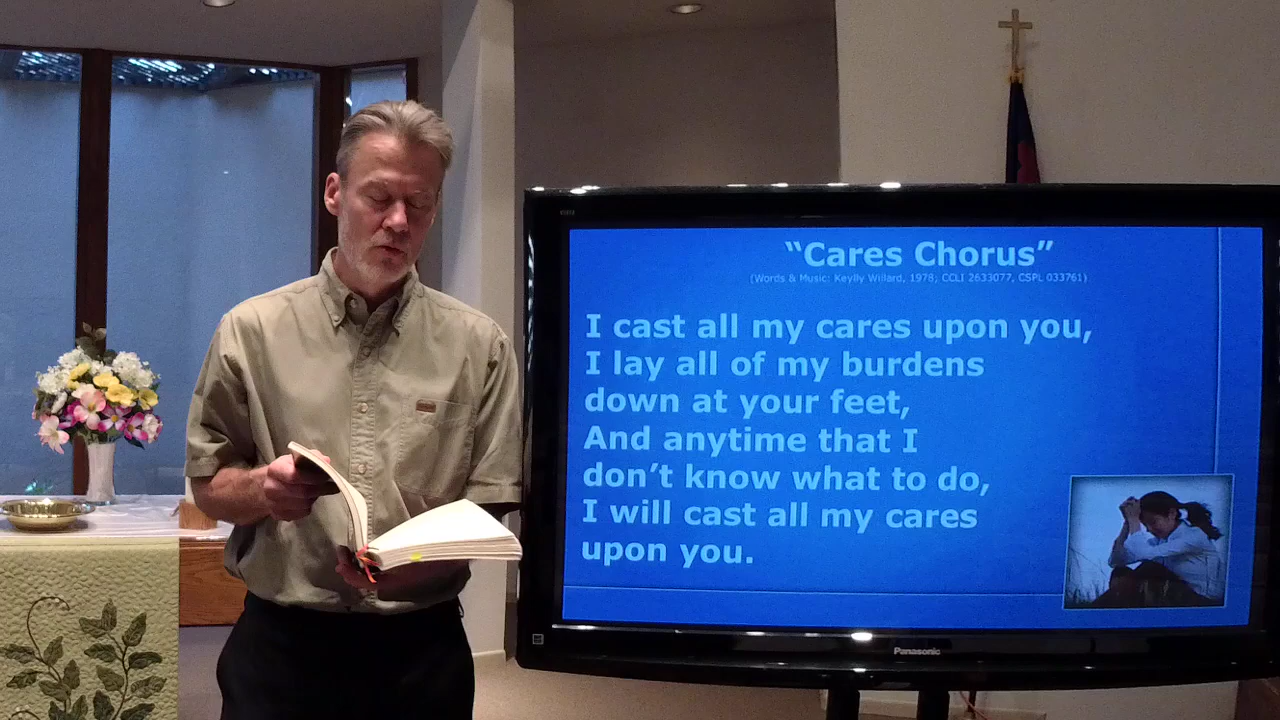 “Cares Chorus”
(Words & Music: Keylly Willard, 1978; CCLI 2633077, CSPL 033761)
I cast all my cares upon you,
I lay all of my burdens
down at your feet,
And anytime that I
don’t know what to do,
I will cast all my cares
upon you.
Panasonic